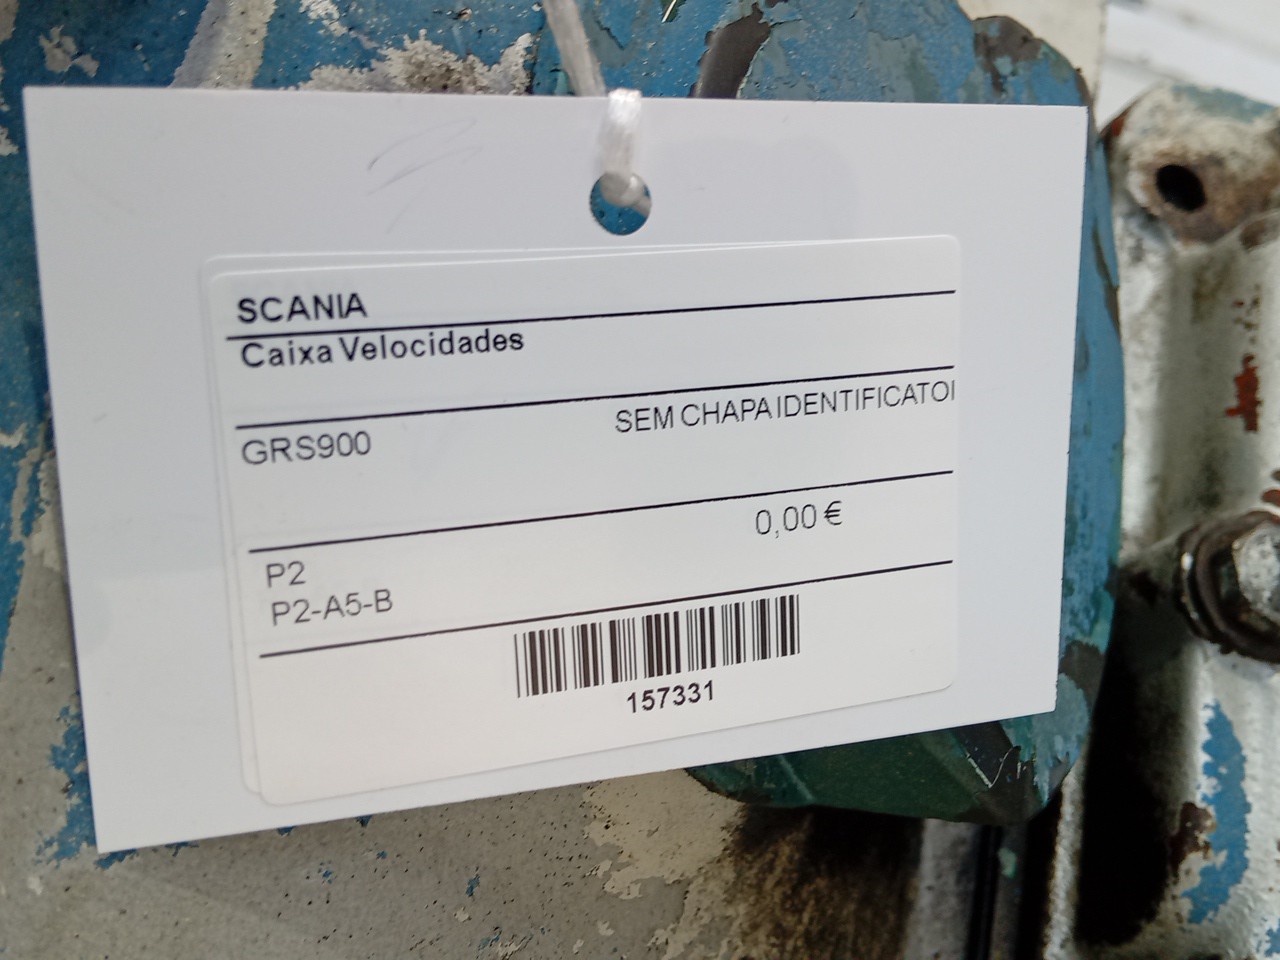 SCANIA
Caixa Velocidades
SEM CHAPA IDENTIFICATOI
GRS900
0,00 €
P2
P2-A5-B
157331